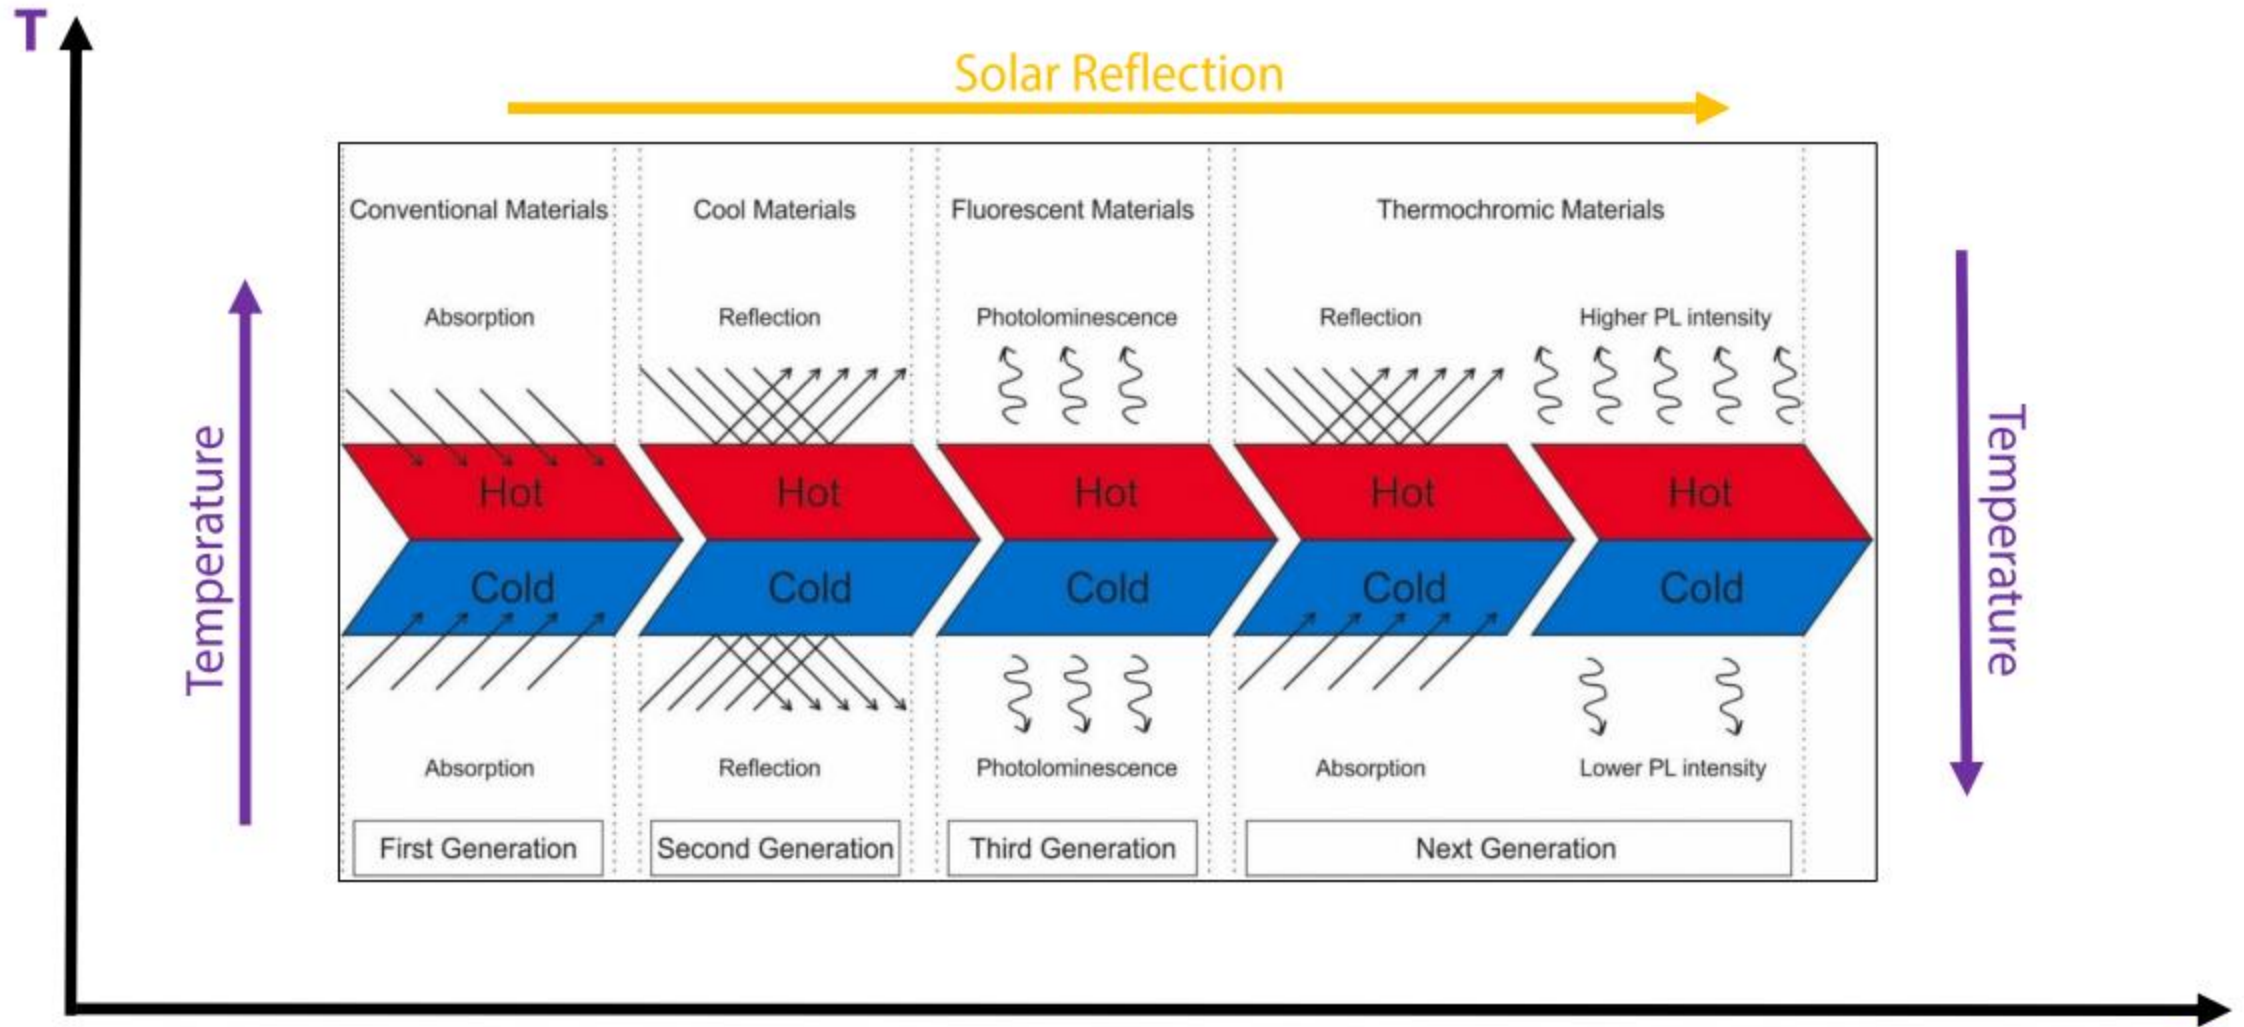 T
Solar Reflection
Conventional Materials
Cool Materials
Fluorescent Materials
Thermochromic Materials
Absorption
Reflection
Photolominescence
Reflection
Higher PL intensity
Temperature
Hot
Hot
Hot
Hot
Hot
Temperature
Cold
Cold
Cold
Cold
Cold
Absorption
Reflection
Photolominescence
Absorption
Lower PL intensity
First Generation
Second Generation
Third Generation
Next Generation